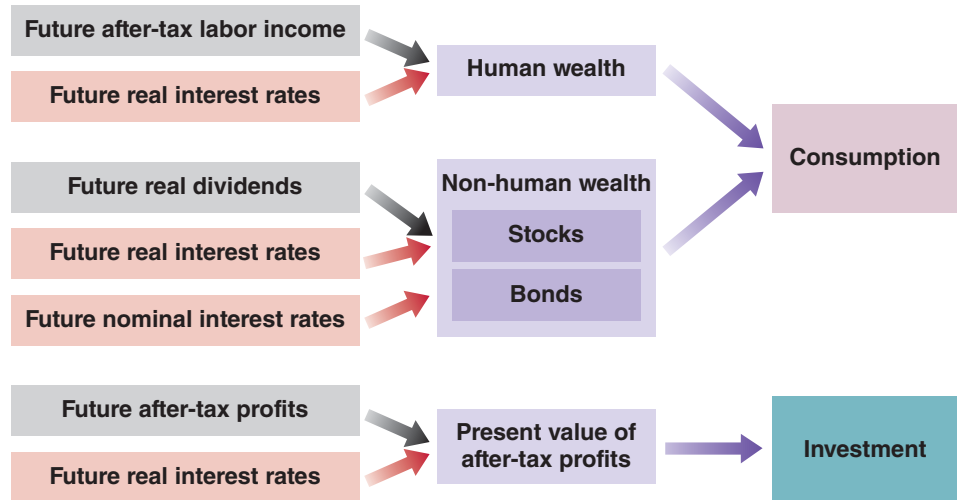 Future after-tax labor income
Future real interest rates
Human wealth
Consumption
Future real dividends
Future real interest rates
Future nominal interest rates
Non-human wealth
Stocks
Bonds
Future after-tax profits
Future real interest rates
Present value of
after-tax profits
Investment